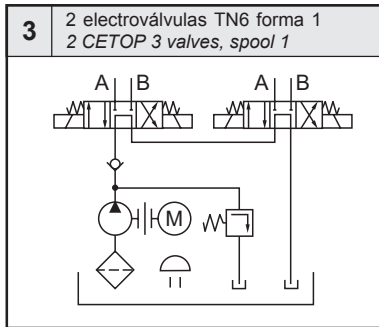 3
2 electroválvulas TN6 forma 1
2 CETOP 3 valves, spool 1
A B A B
M